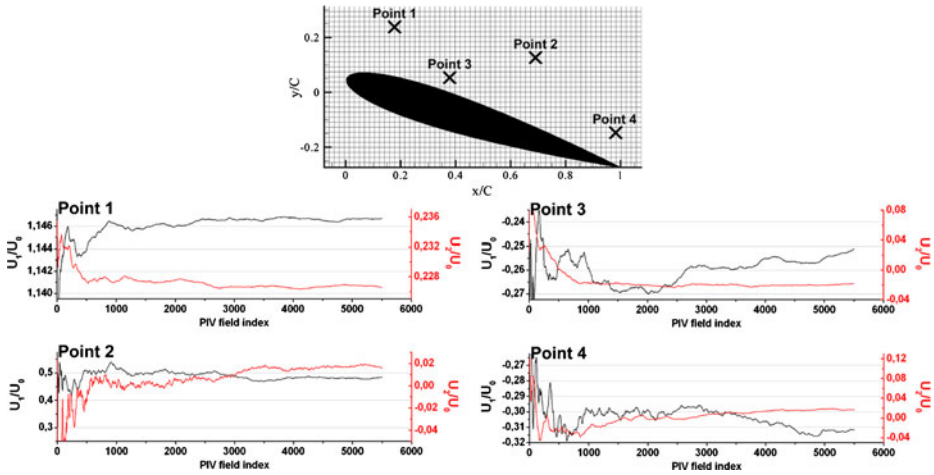 Point 1
0.2
Point 2
Point 3
y/C
0
Point 4
-0.2
0 0.2 0.4 0.6 0.8 1
x/C
Point 1
1,146
1,144
1,142
1,140
U1/U0
0,236
0,232
0,228
U2/U0
0 1000 2000 3000 4000 5000 6000
PIV field index
Point 3
-0,24
-0,25
-0,26
-0,27
U1/U0
0,08
0,04
0,00
-0,04
U2/U0
0 1000 2000 3000 4000 5000 6000
PIV field index
Point 2
0,5
0,4
0,3
U1/U0
0,02
0,00
-0,02
-0,04
U2/U0
0 1000 2000 3000 4000 5000 6000
PIV field index
Point 4
-0,27
-0,28
-0,29
-0,30
-0,31
-0,32
U1/U0
0,12
0,08
0,04
0,00
-0,04
U2/U0
0 1000 2000 3000 4000 5000 6000
PIV field index